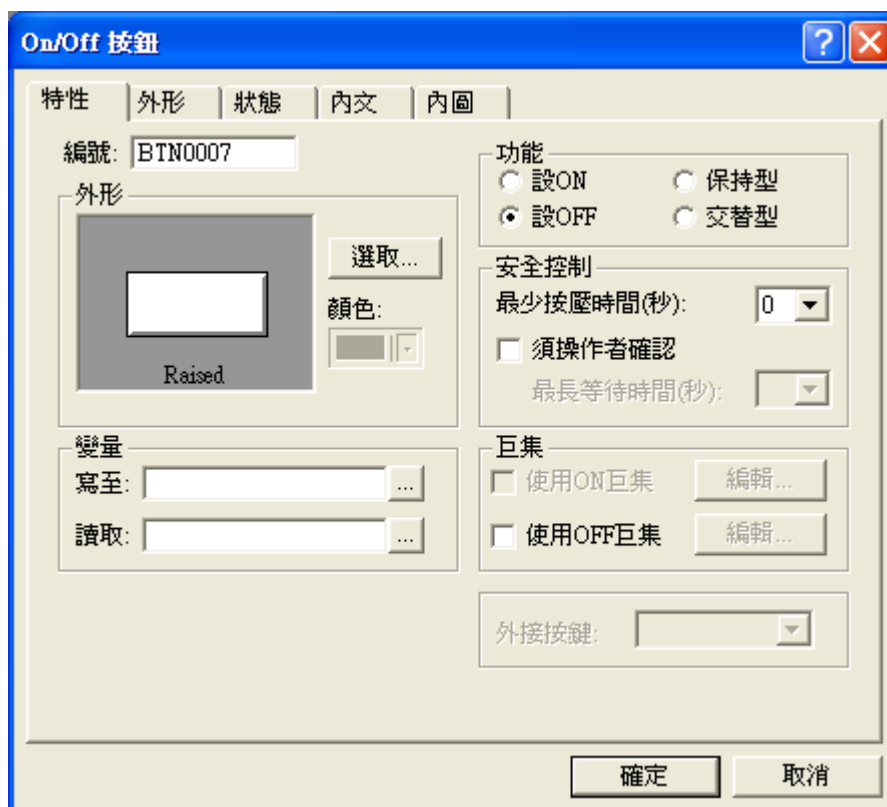 On/Off 按鈕
特性 外形 狀態 內文 內圖
編號: BTN0007
外形
Raised
選取...
顏色:
變量
寫至: ...
讀取: ...
功能
設ON 保持型
設OFF 交替型
安全控制
最少按壓時間(秒): 0
須操作者確認
最長等待時間(秒):
巨集
使用ON巨集 編輯...
使用OFF巨集 編輯...
外接按鍵:
確定 取消